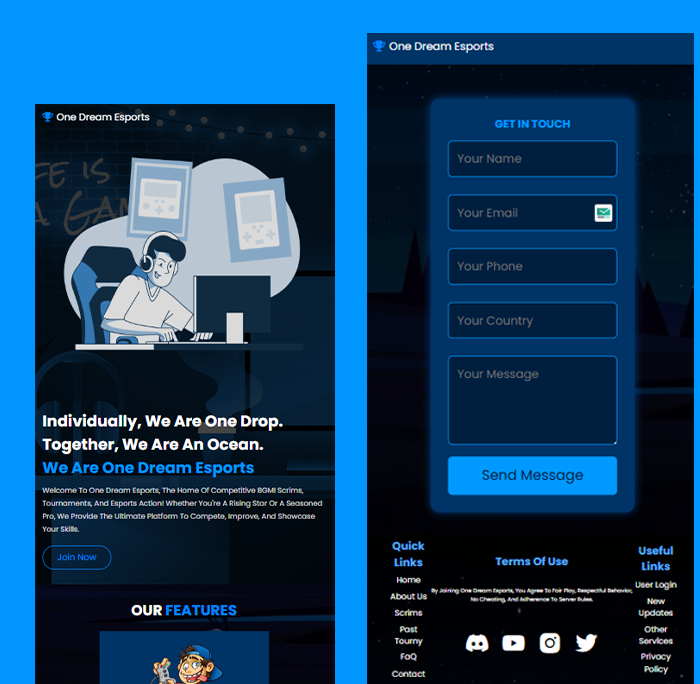 One Dream Esports
Individually, We Are One Drop.
Together, We Are An Ocean.
We Are One Dream Esports
Welcome To One Dream Esports, The Home Of Competitive BGMI Scrims,
Tournaments, And Esports Action! Whether You're A Rising Star Or A Seasoned
Pro, We Provide The Ultimate Platform To Compete, Improve, And Showcase
Your Skills.
Join Now
OUR FEATURES
One Dream Esports
GET IN TOUCH
Your Name
Your Email
Your Phone
Your Country
Your Message
Send Message
Quick
Links
Home
About Us
Scrims
Past
Tourny
FaQ
Contact
Terms Of Use
By Joining One Dream Esports, You Agree To Fair Play, Respectful Behavior,
No Cheating, And Adherence To Server Rules.
Useful
Links
User Login
New
Updates
Other
Services
Privacy
Policy